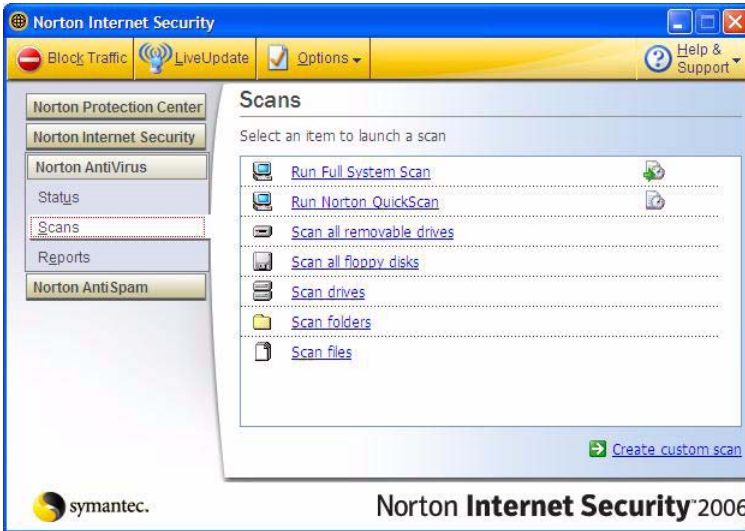 Norton Internet Security
Block Traffic
LiveUpdate
Options
Help &
Support
Norton Protection Center
Norton Internet Security
Norton AntiVirus
Status
Scans
Reports
Norton AntiSpam
Scans
Select an item to launch a scan
Run Full System Scan
Run Norton QuickScan
Scan all removable drives
Scan all floppy disks
Scan drives
Scan folders
Scan files
Create custom scan
symantec.
Norton Internet Security™ 2006